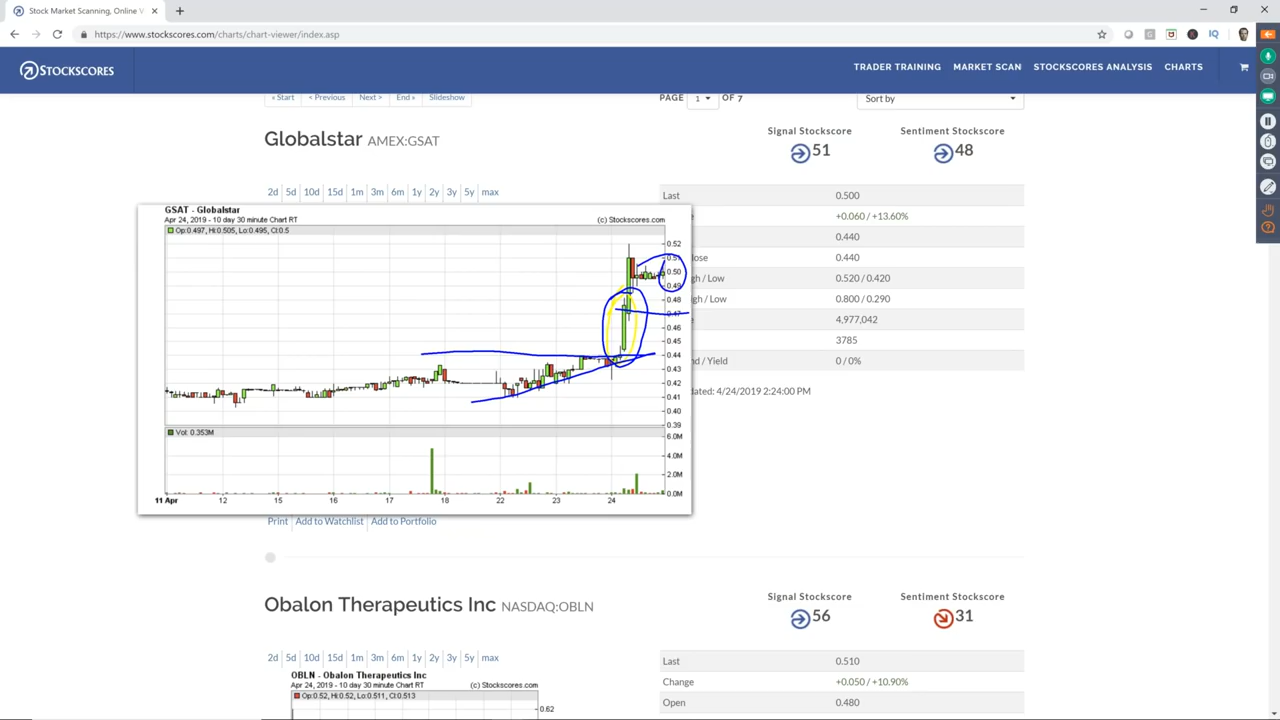 Stock Market Scanning, Online V
https://www.stockscores.com/charts/chart-viewer/index.asp
STOCKSCORES
TRADER TRAINING MARKET SCAN STOCKSCORES ANALYSIS CHARTS
« Start < Previous Next > End » Slideshow
PAGE 1 OF 7
Sort by
Globalstar AMEX:GSAT
Signal Stockscore
51
Sentiment Stockscore
48
2d 5d 10d 15d 1m 3m 6m 1y 2y 3y 5y max
GSAT - Globalstar
Apr 24, 2019 - 10 day 30 minute Chart RT
(c) Stockscores.com
Op:0.497, Hi:0.505, Lo:0.495, Cl:0.5
0.52
0.50
0.49
0.48
0.47
0.46
0.45
0.44
0.43
0.42
0.41
0.40
0.39
Vol: 0.353M
6.0M
4.0M
2.0M
0.0M
11 Apr 12 15 16 17 18 22 23 24
Last 0.500
+0.060 / +13.60%
0.440
0.440
0.520 / 0.420
/ Low 0.800 / 0.290
4,977,042
3785
/ Yield 0 / 0%
4/24/2019 2:24:00 PM
Print Add to Watchlist Add to Portfolio
Obalon Therapeutics Inc NASDAQ:OBLN
Signal Stockscore
56
Sentiment Stockscore
31
2d 5d 10d 15d 1m 3m 6m 1y 2y 3y 5y max
OBLN - Obalon Therapeutics Inc
Apr 24, 2019 - 10 day 30 minute Chart RT
(c) Stockscores.com
Op:0.52, Hi:0.52, Lo:0.511, Cl:0.513
0.62
Last 0.510
Change +0.050 / +10.90%
Open 0.480